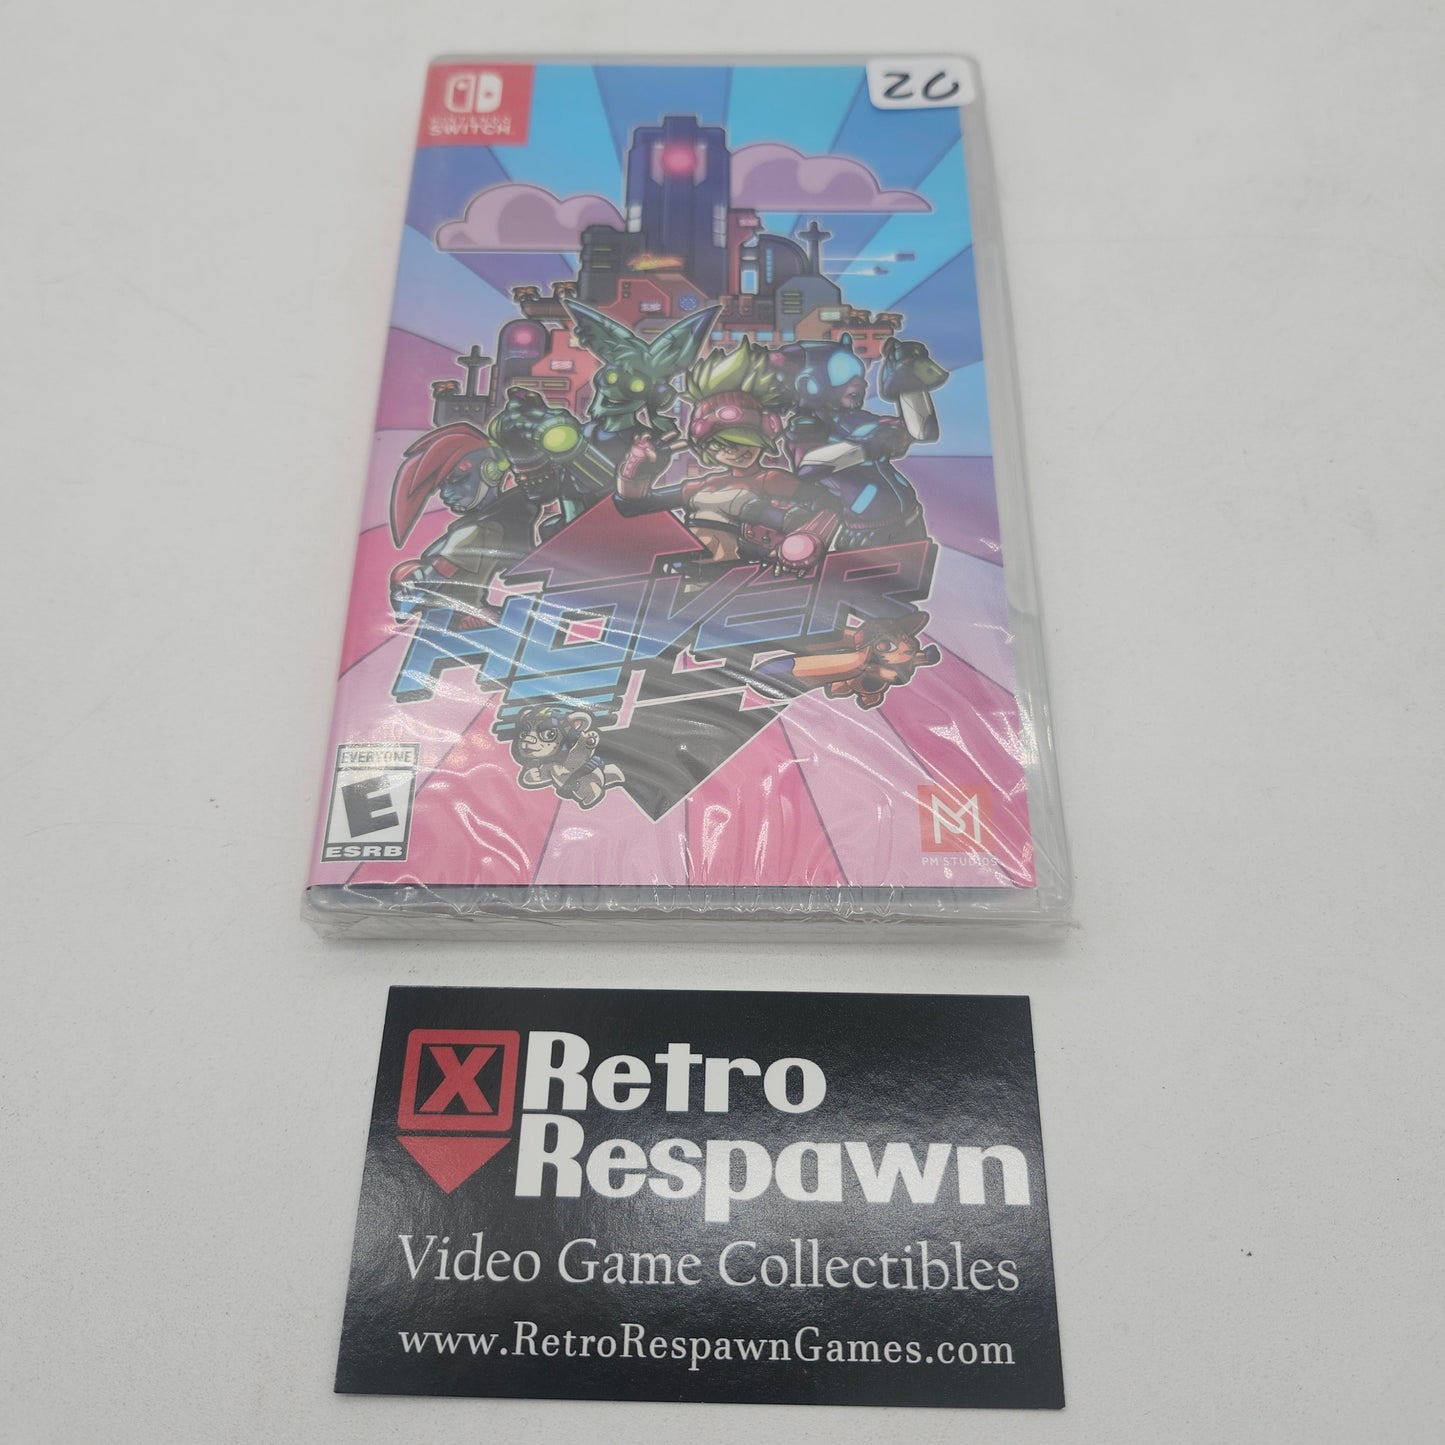 20
NINTENDO
SWITCH
HOVER
EVERYONE
E
ESRB
PM STUDIOS
X Retro
Respawn
Video Game Collectibles
www.RetroRespawnGames.com